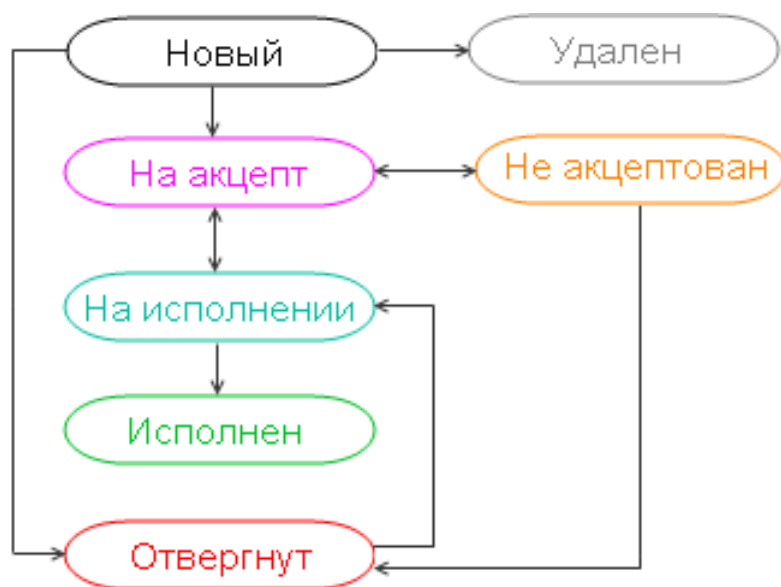 Новый
Удален
На акцепт
Не акцептован
На исполнении
Исполнен
Отвергнут